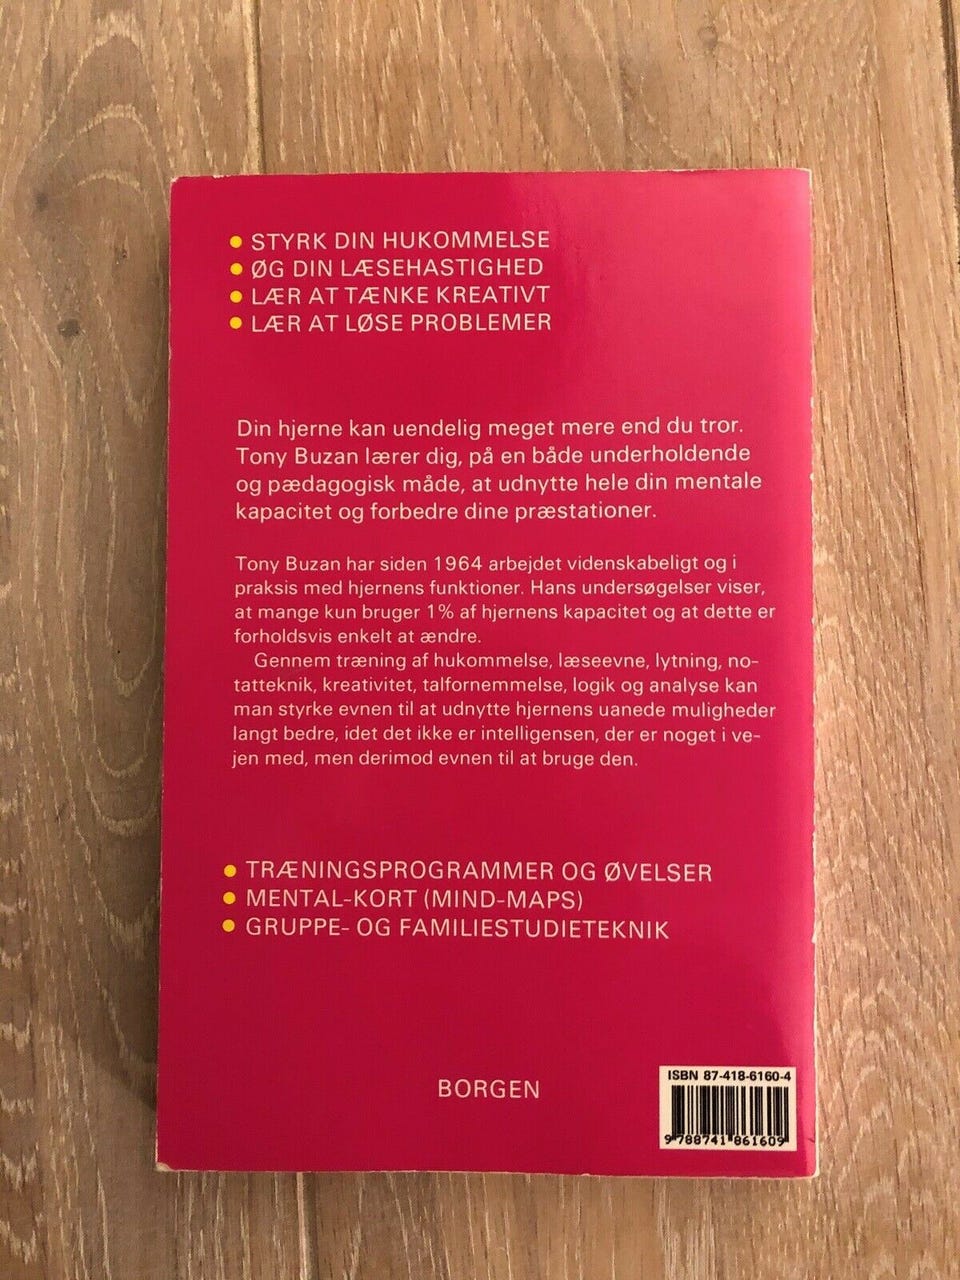 • STYRK DIN HUKOMMELSE
• ØG DIN LÆSEHASTIGHED
• LÆR AT TÆNKE KREATIVT
• LÆR AT LØSE PROBLEMER
Din hjerne kan uendelig meget mere end du tror.
Tony Buzan lærer dig, på en både underholdende
og pædagogisk måde, at udnytte hele din mentale
kapacitet og forbedre dine præstationer.
Tony Buzan har siden 1964 arbejdet videnskabeligt og i
praksis med hjernens funktioner. Hans undersøgelser viser,
at mange kun bruger 1% af hjernens kapacitet og at dette er
forholdsvis enkelt at ændre.
Gennem træning af hukommelse, læseevne, lytning, no-
tatteknik, kreativitet, talfornemmelse, logik og analyse kan
man styrke evnen til at udnytte hjernens uanede muligheder
langt bedre, idet det ikke er intelligensen, der er noget i ve-
jen med, men derimod evnen til at bruge den.
• TRÆNINGSPROGRAMMER OG ØVELSER
• MENTAL-KORT (MIND-MAPS)
• GRUPPE- OG FAMILIESTUDIETEKNIK
BORGEN
ISBN 87-418-6160-4
9 788741 861609